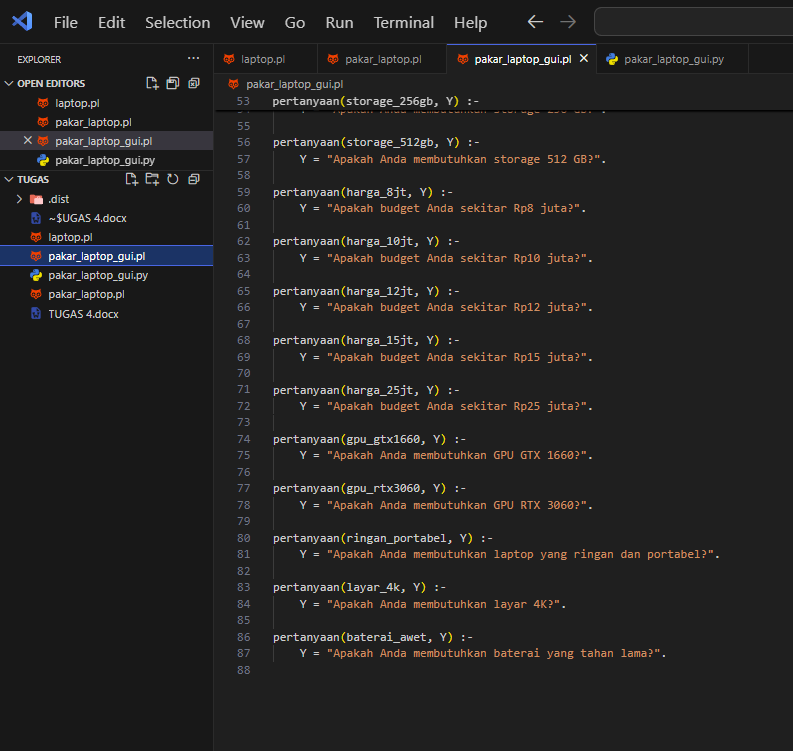 File Edit Selection View Go Run Terminal Help
EXPLORER
OPEN EDITORS
laptop.pl
pakar_laptop.pl
pakar_laptop_gui.pl
pakar_laptop_gui.py
TUGAS
.dist
~$UGAS 4.docx
laptop.pl
pakar_laptop_gui.pl
pakar_laptop_gui.py
pakar_laptop.pl
TUGAS 4.docx
laptop.pl pakar_laptop.pl pakar_laptop_gui.pl pakar_laptop_gui.py
pakar_laptop_gui.pl
53 pertanyaan(storage_256gb, Y) :-
55
56 pertanyaan(storage_512gb, Y) :-
57 Y = "Apakah Anda membutuhkan storage 512 GB?".
58
59 pertanyaan(harga_8jt, Y) :-
60 Y = "Apakah budget Anda sekitar Rp8 juta?".
61
62 pertanyaan(harga_10jt, Y) :-
63 Y = "Apakah budget Anda sekitar Rp10 juta?".
64
65 pertanyaan(harga_12jt, Y) :-
66 Y = "Apakah budget Anda sekitar Rp12 juta?".
67
68 pertanyaan(harga_15jt, Y) :-
69 Y = "Apakah budget Anda sekitar Rp15 juta?".
70
71 pertanyaan(harga_25jt, Y) :-
72 Y = "Apakah budget Anda sekitar Rp25 juta?".
73
74 pertanyaan(gpu_gtx1660, Y) :-
75 Y = "Apakah Anda membutuhkan GPU GTX 1660?".
76
77 pertanyaan(gpu_rtx3060, Y) :-
78 Y = "Apakah Anda membutuhkan GPU RTX 3060?".
79
80 pertanyaan(ringan_portabel, Y) :-
81 Y = "Apakah Anda membutuhkan laptop yang ringan dan portabel?".
82
83 pertanyaan(layar_4k, Y) :-
84 Y = "Apakah Anda membutuhkan layar 4K?".
85
86 pertanyaan(baterai_awet, Y) :-
87 Y = "Apakah Anda membutuhkan baterai yang tahan lama?".
88